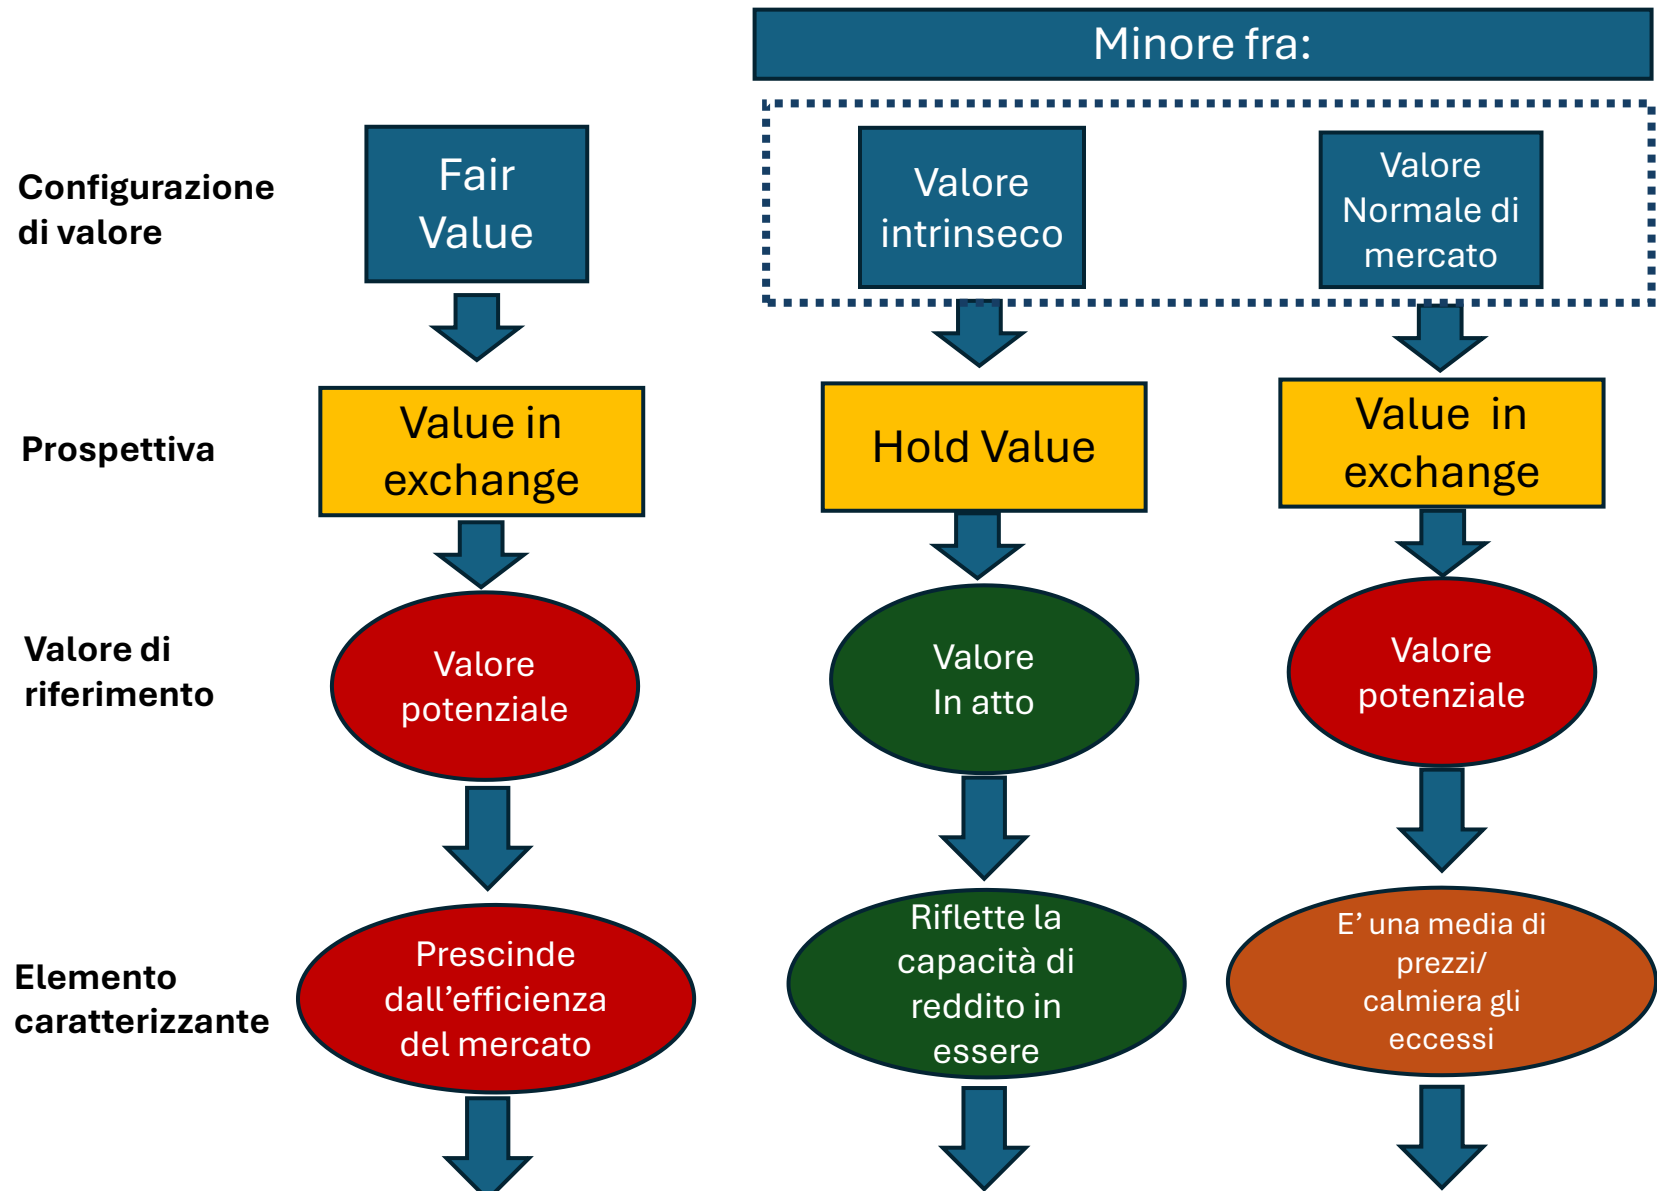 Minore fra:
Configurazione
di valore
Fair
Value
Valore
intrinseco
Valore
Normale di
mercato
Prospettiva
Value in
exchange
Hold Value
Value in
exchange
Valore di
riferimento
Valore
potenziale
Valore
In atto
Valore
potenziale
Elemento
caratterizzante
Prescinde
dall’efficienza
del mercato
Riflette la
capacità di
reddito in
essere
E’ una media di
prezzi/
calmiera gli
eccessi